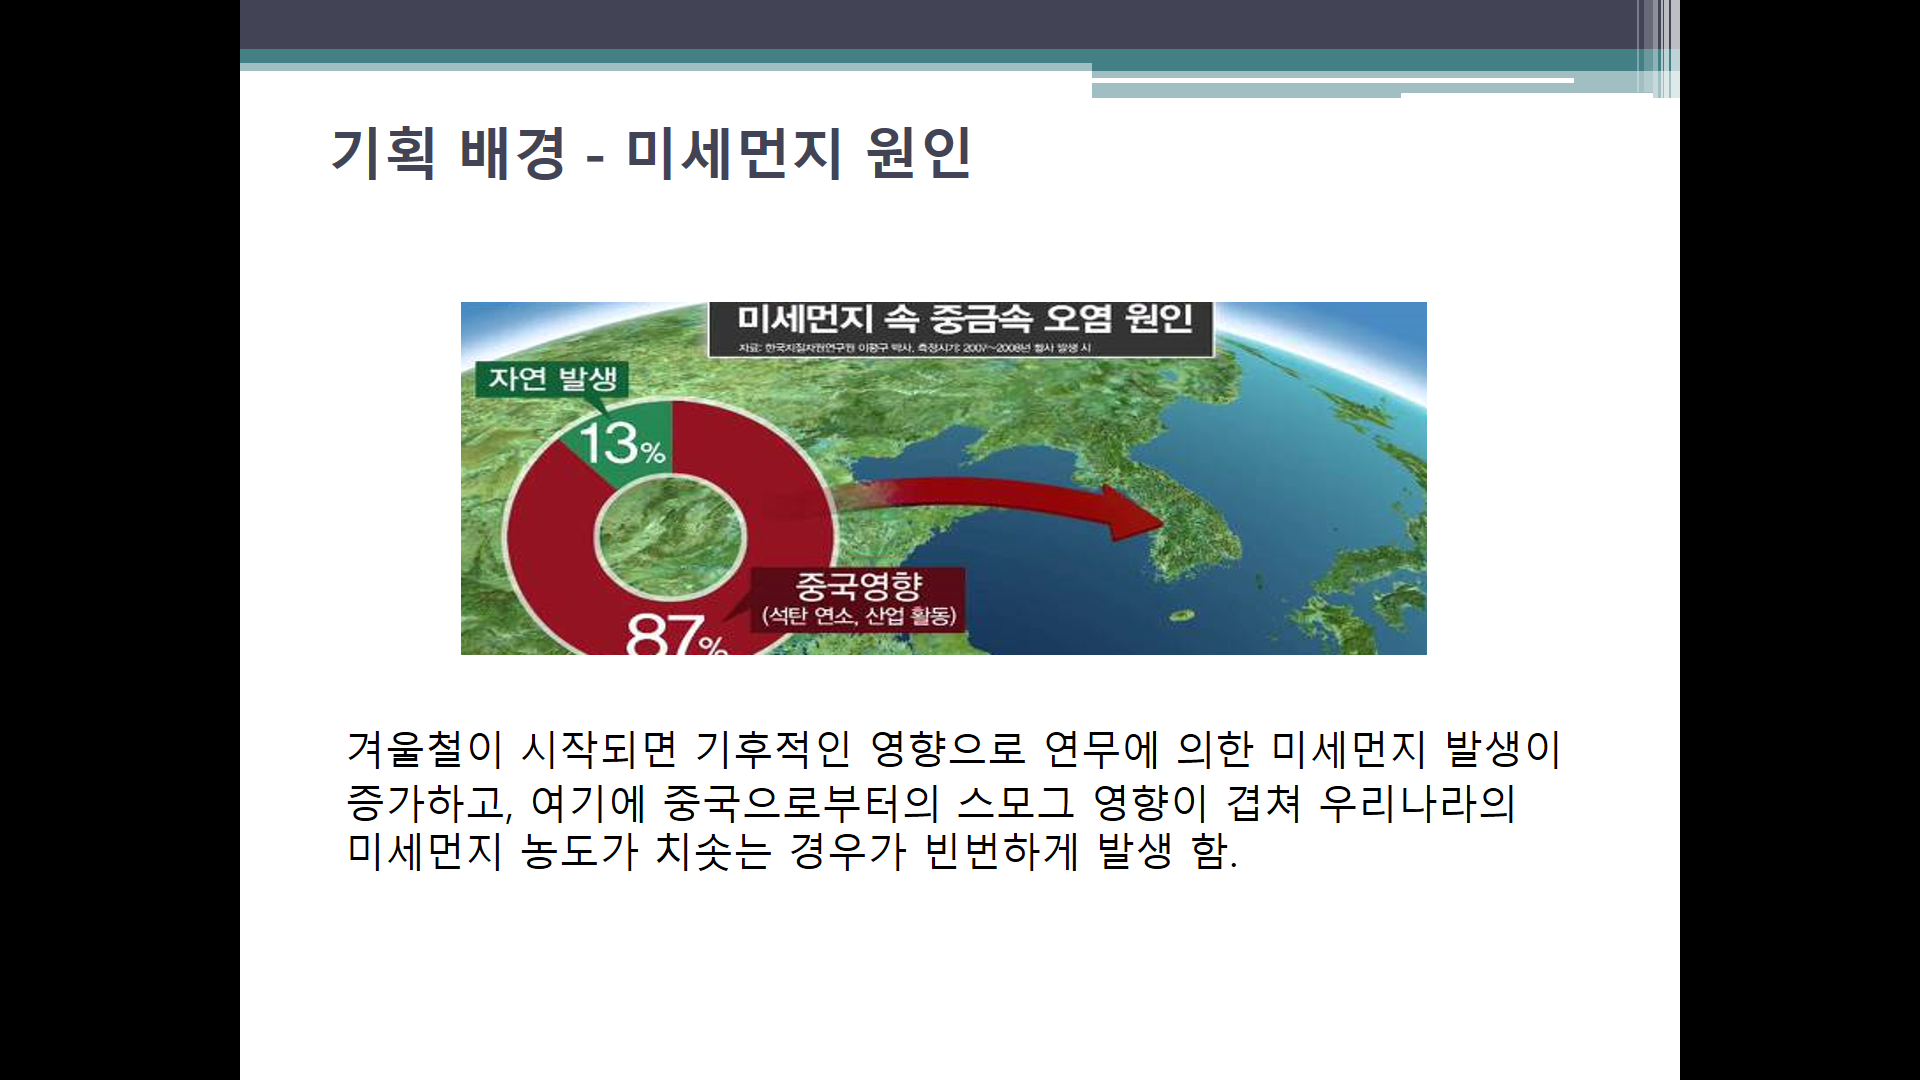 기획 배경 - 미세먼지 원인
미세먼지 속 중금속 오염 원인
자료: 한국지질자원연구원 이평구 박사, 측정시기: 2007~2008년 황사 발생 시
자연 발생
13%
중국영향
(석탄 연소, 산업 활동)
87%
겨울철이 시작되면 기후적인 영향으로 연무에 의한 미세먼지 발생이
증가하고, 여기에 중국으로부터의 스모그 영향이 겹쳐 우리나라의
미세먼지 농도가 치솟는 경우가 빈번하게 발생 함.